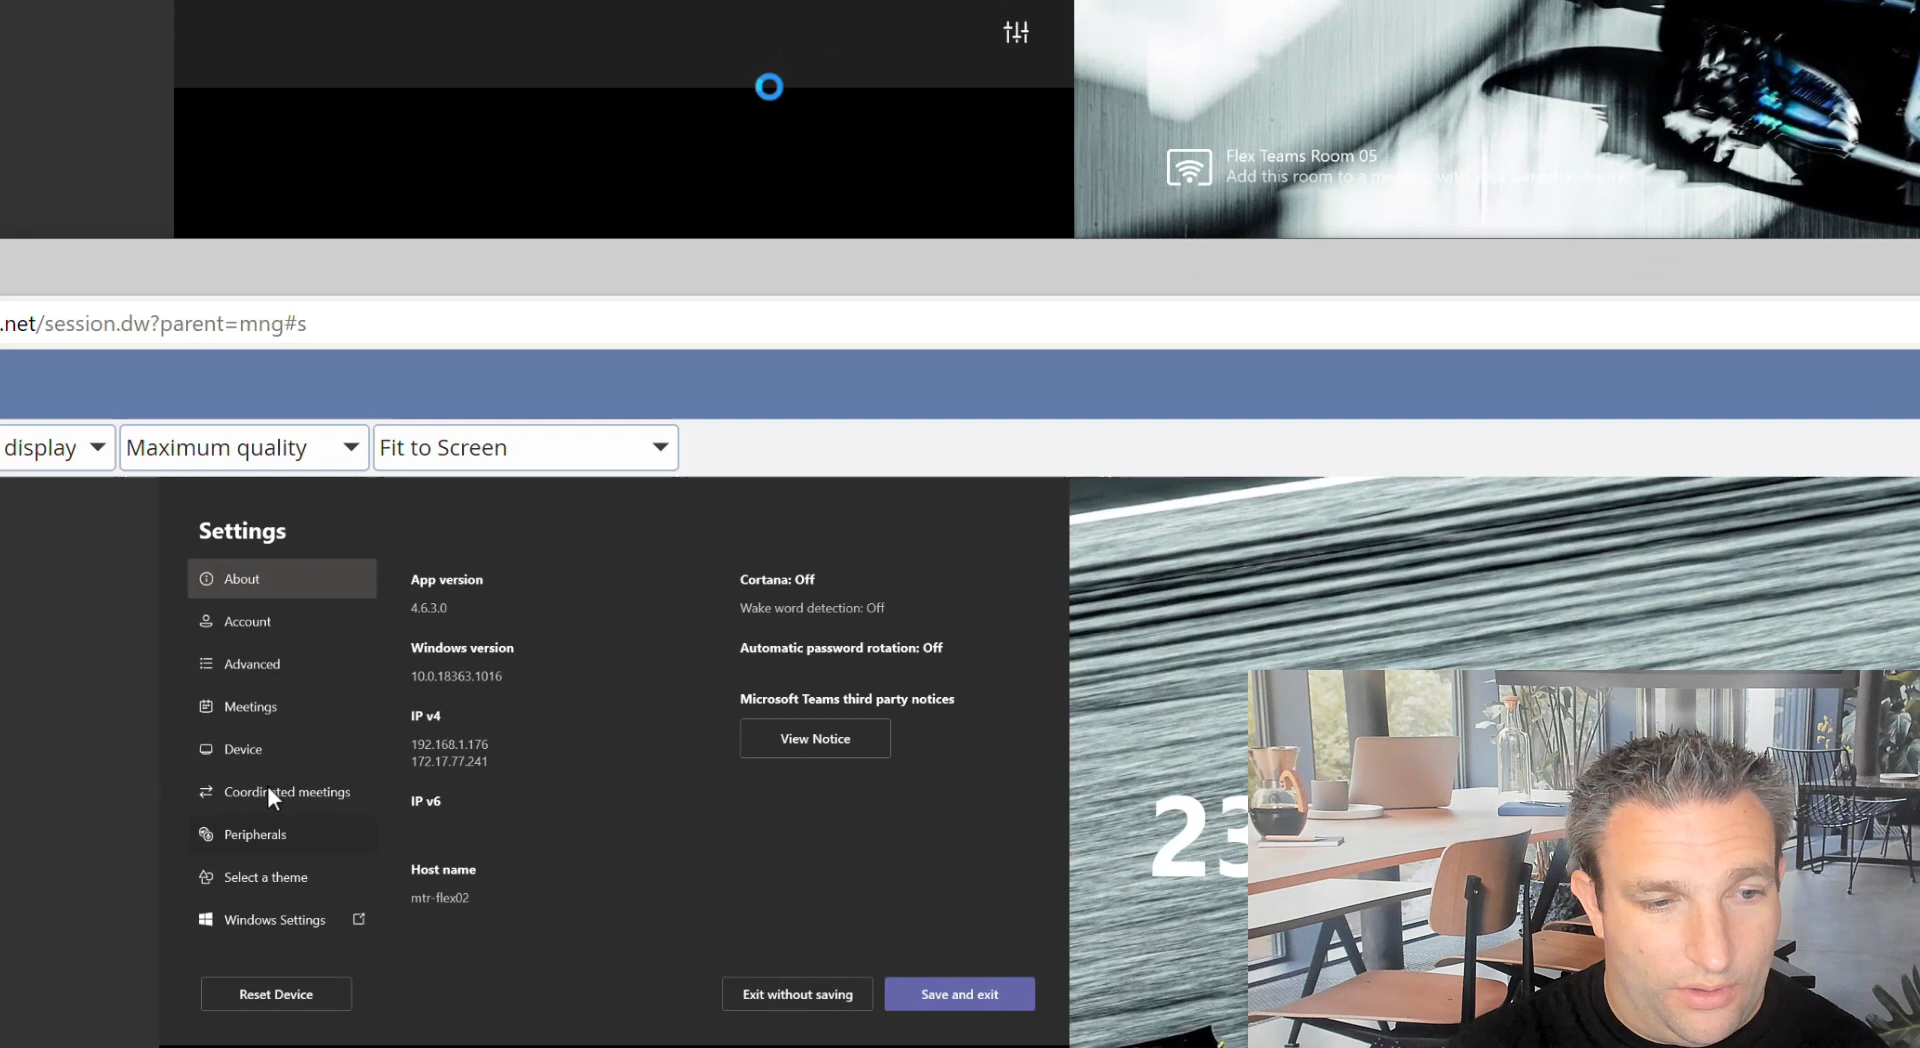 Flex Teams Room 05
Add this room to a
.net/session.dw?parent=mng#s
display
Maximum quality
Fit to Screen
Settings
About
Account
Advanced
Meetings
Device
Coordinated meetings
Peripherals
Select a theme
Windows Settings
App version
4.6.3.0
Windows version
10.0.18363.1016
IP v4
192.168.1.176
172.17.77.241
IP v6
Host name
mtr-flex02
Cortana: Off
Wake word detection: Off
Automatic password rotation: Off
Microsoft Teams third party notices
View Notice
Reset Device
Exit without saving
Save and exit
23